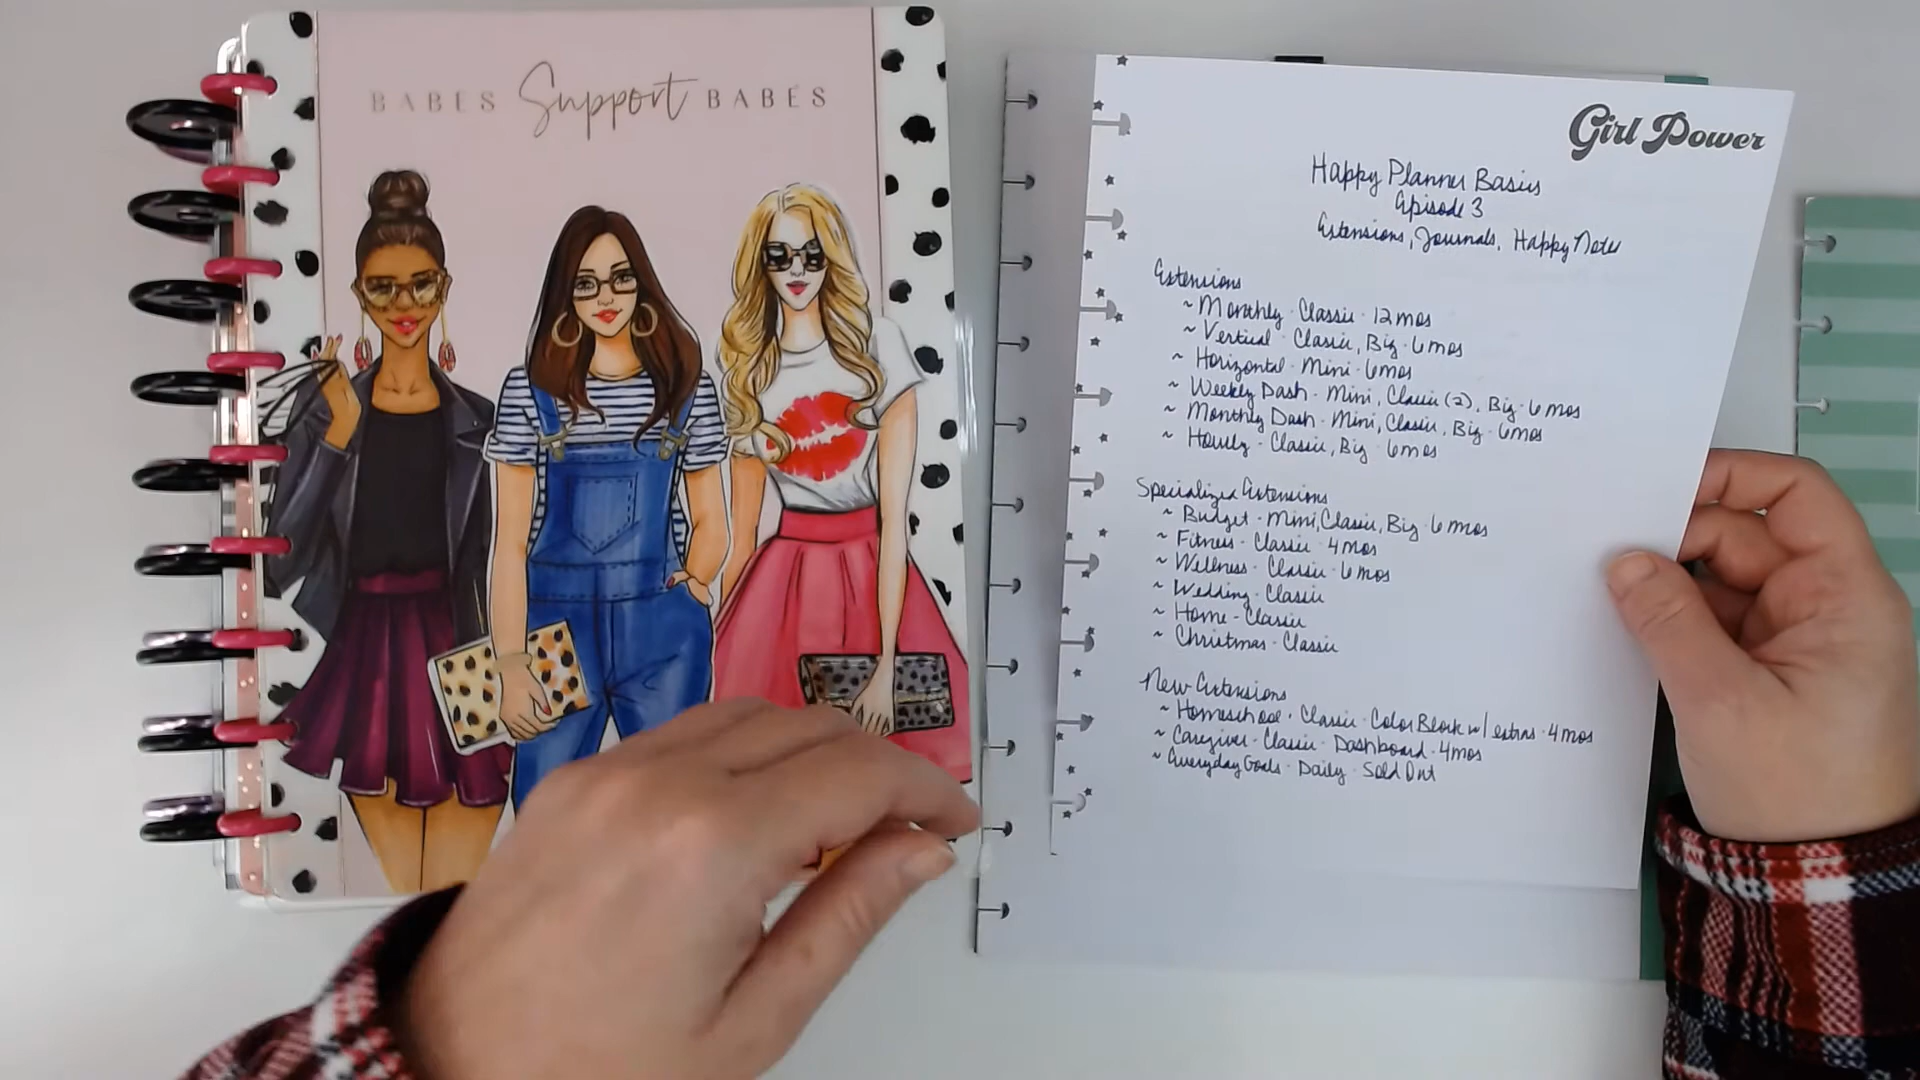 BABES Support BABES
Girl Power
Happy Planner Basics
Episode 3
Extensions, Journals, Happy Notes
Extensions
~ Monthly - Classic - 12 mos
~ Vertical - Classic, Big - 6 mos
~ Horizontal - Mini - 6 mos
~ Weekly Dash - Mini, Classic (2), Big - 6 mos
~ Monthly Dash - Mini, Classic, Big - 6 mos
~ Hourly - Classic, Big - 6 mos
Specialized Extensions
~ Budget - Mini, Classic, Big - 6 mos
~ Fitness - Classic - 4 mos
~ Wellness - Classic - 6 mos
~ Wedding - Classic
~ Home - Classic
~ Christmas - Classic
New Extensions
~ Homeschool - Classic - Color Block w/ extras - 4 mos
~ Caregiver - Classic - Dashboard - 4 mos
~ Everyday Goals - Daily - Sold Out